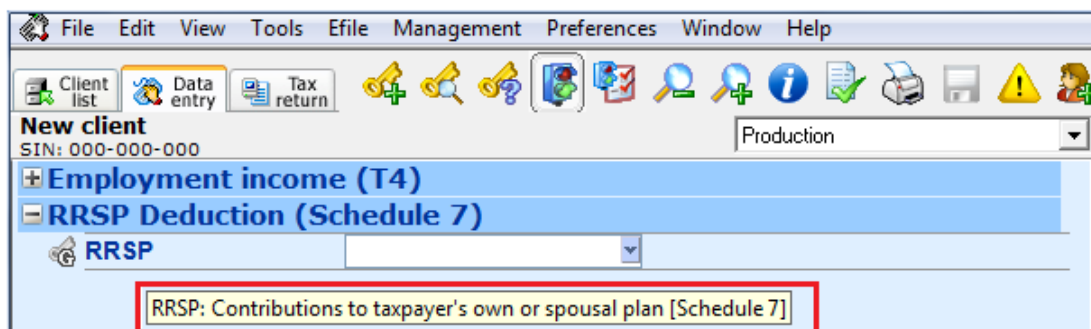 File Edit View Tools Efile Management Preferences Window Help
Client list Data entry Tax return
New client
SIN: 000-000-000
Production
Employment income (T4)
RRSP Deduction (Schedule 7)
RRSP
RRSP: Contributions to taxpayer's own or spousal plan [Schedule 7]